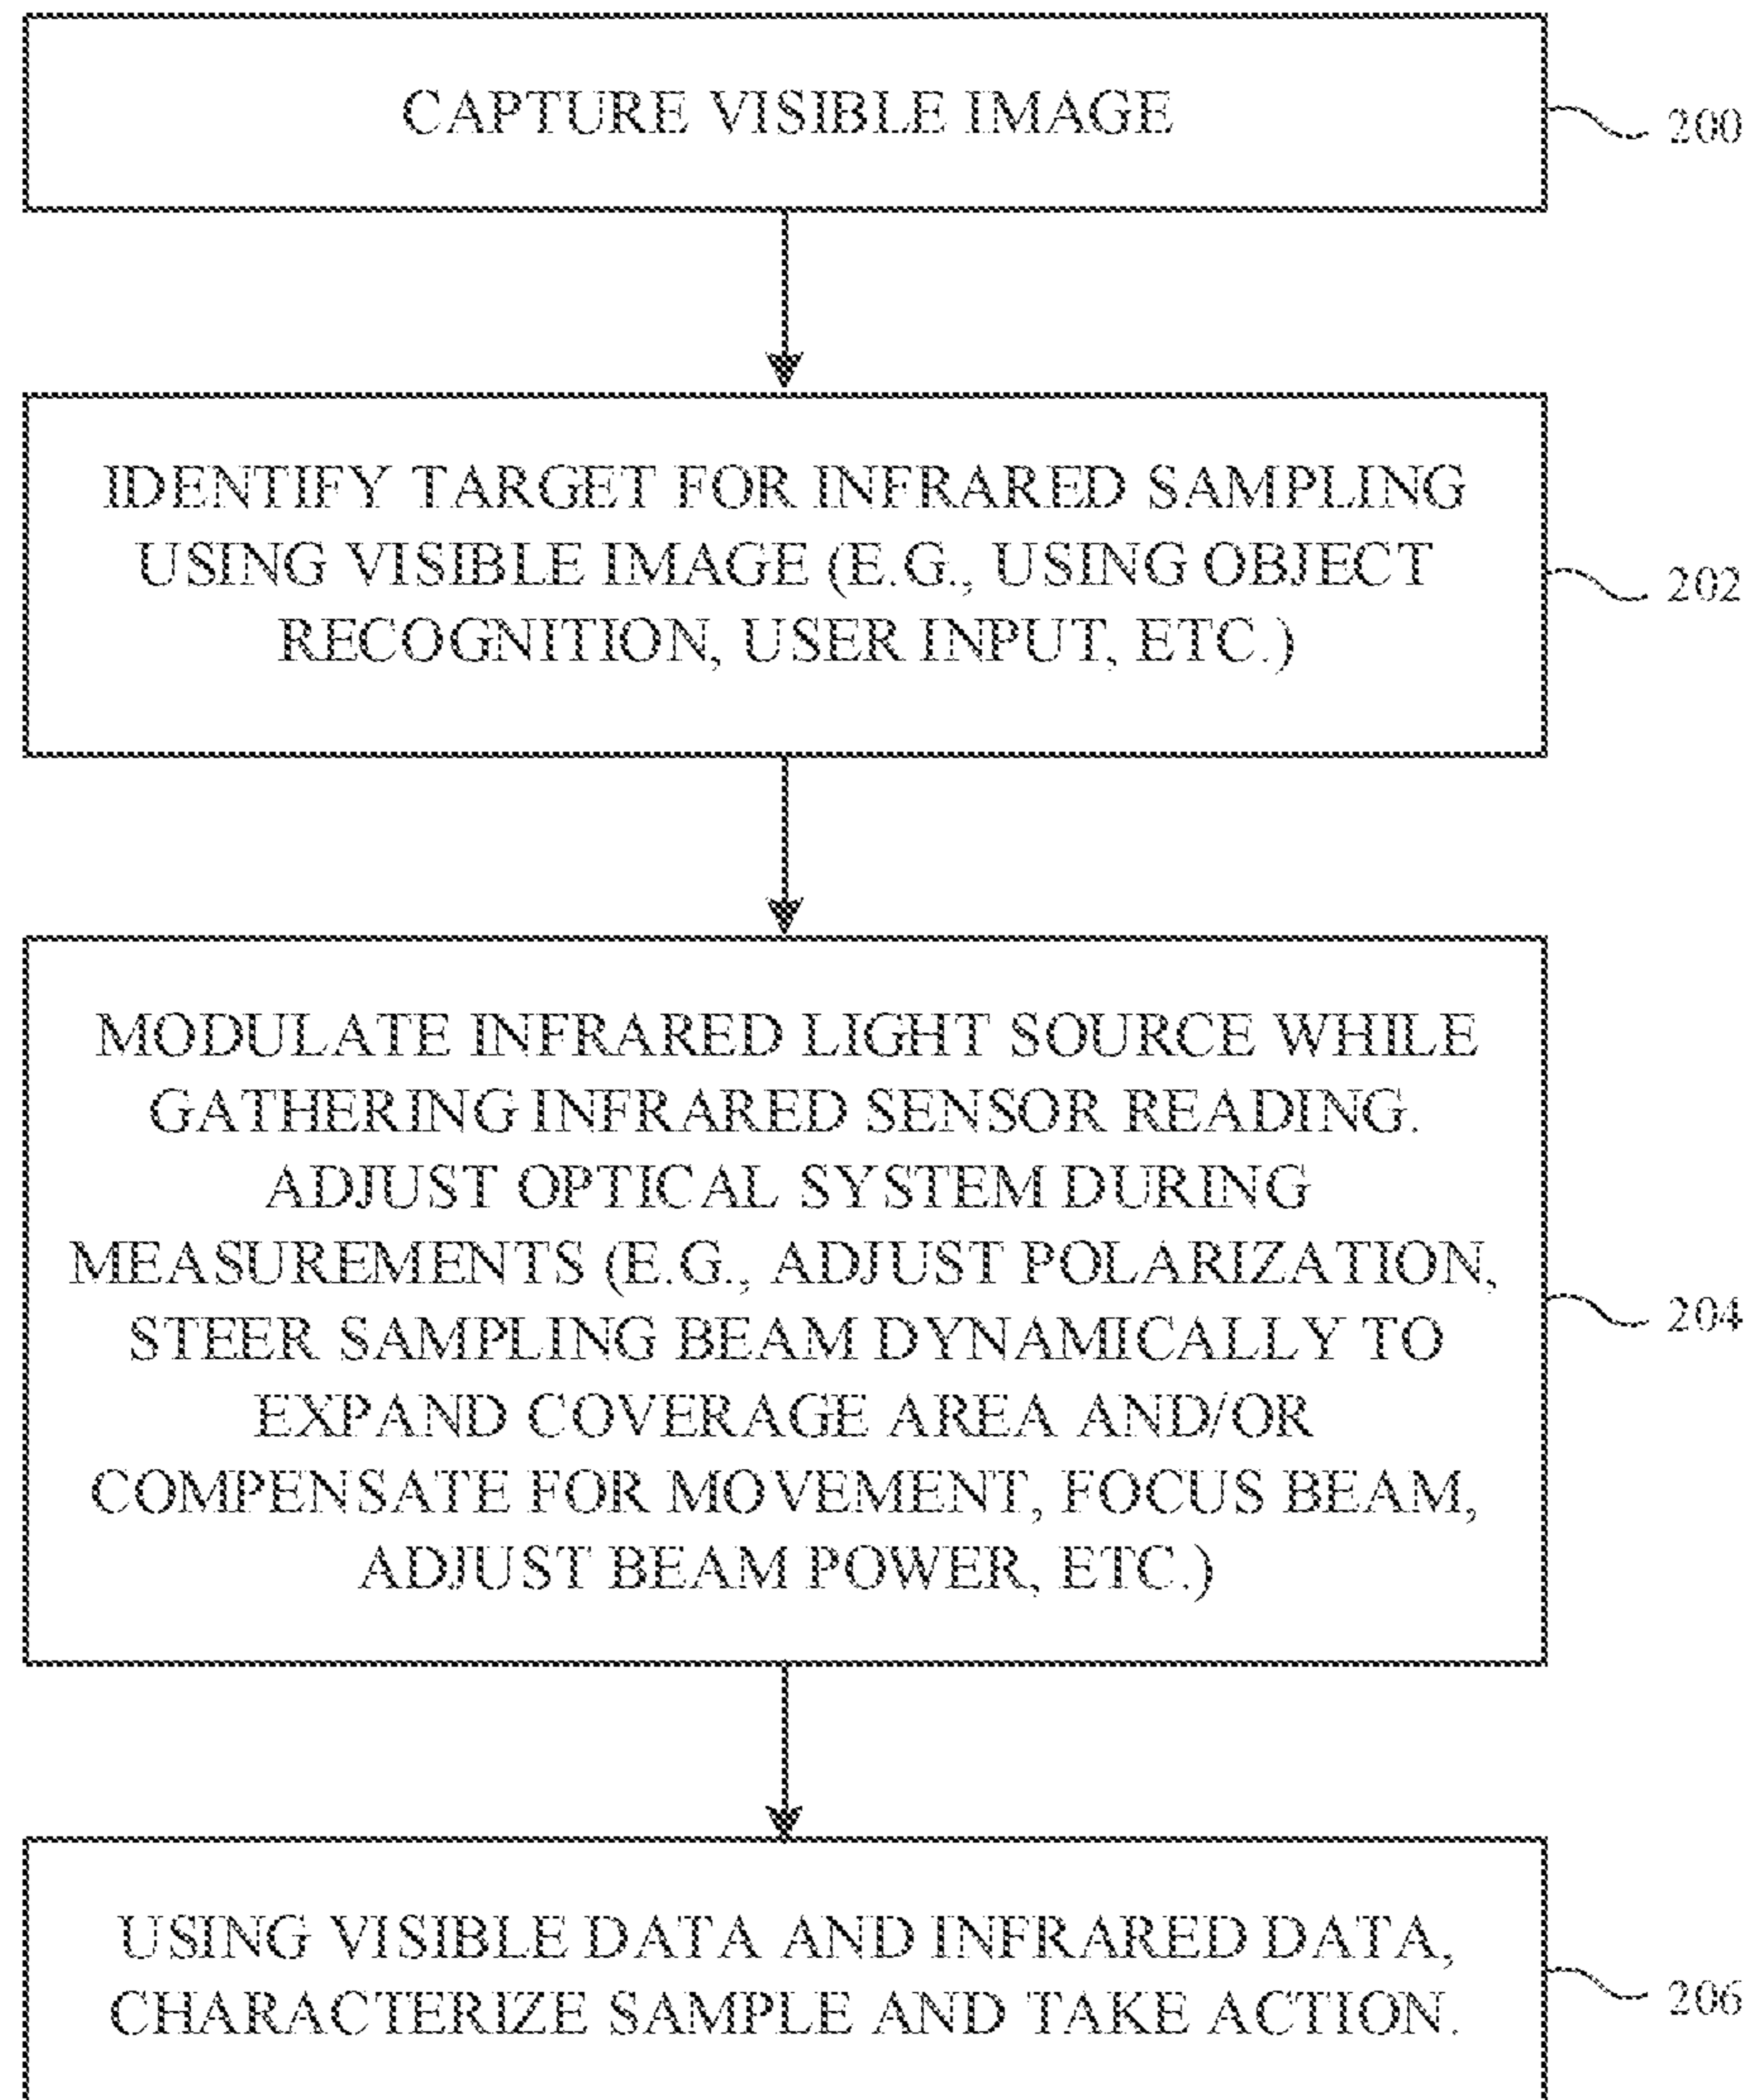 CAPTURE VISIBLE IMAGE
200
IDENTIFY TARGET FOR INFRARED SAMPLING
USING VISIBLE IMAGE (E.G., USING OBJECT
RECOGNITION, USER INPUT, ETC.)
202
MODULATE INFRARED LIGHT SOURCE WHILE
GATHERING INFRARED SENSOR READING.
ADJUST OPTICAL SYSTEM DURING
MEASUREMENTS (E.G., ADJUST POLARIZATION,
STEER SAMPLING BEAM DYNAMICALLY TO
EXPAND COVERAGE AREA AND/OR
COMPENSATE FOR MOVEMENT, FOCUS BEAM,
ADJUST BEAM POWER, ETC.)
204
USING VISIBLE DATA AND INFRARED DATA,
CHARACTERIZE SAMPLE AND TAKE ACTION.
206